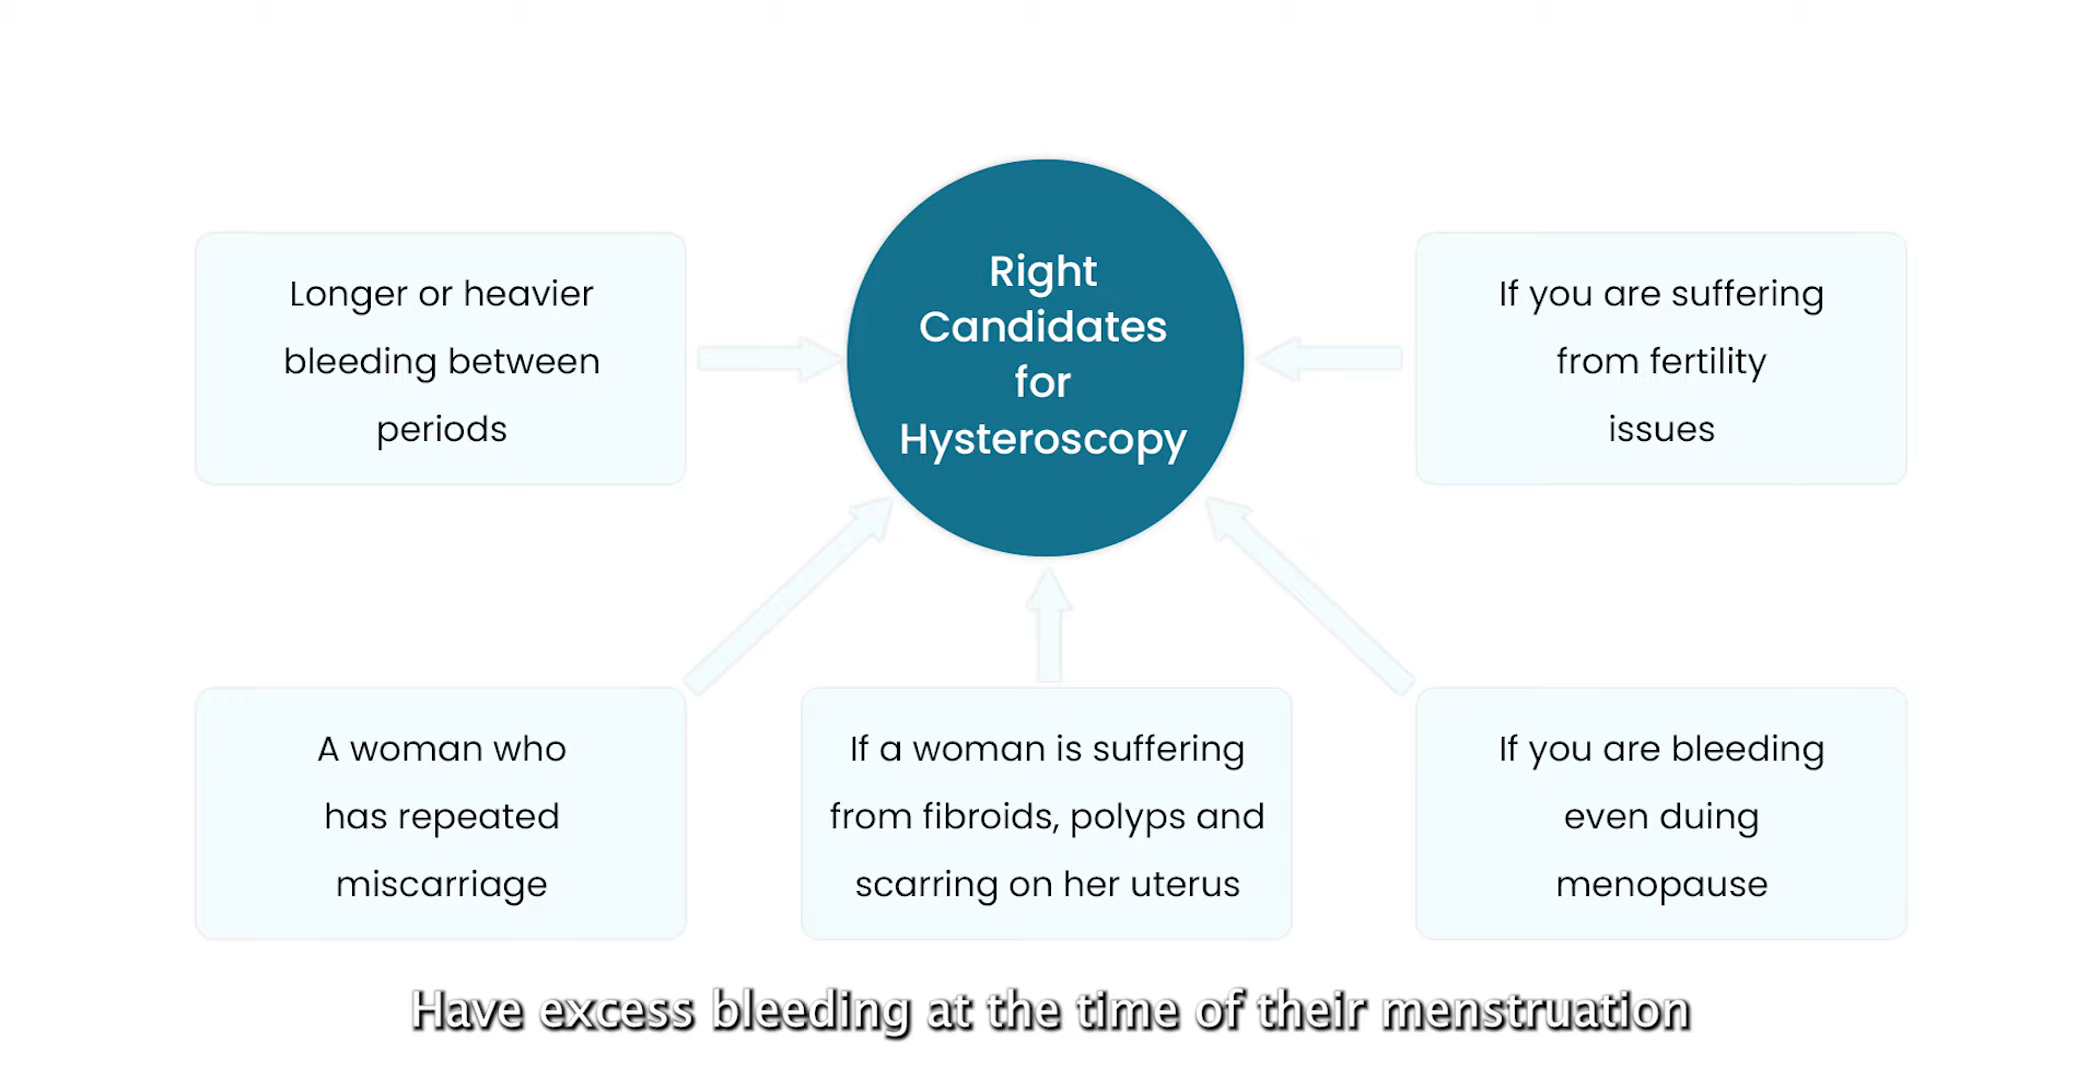 Right
Candidates
for
Hysteroscopy
Longer or heavier
bleeding between
periods
If you are suffering
from fertility
issues
A woman who
has repeated
miscarriage
If a woman is suffering
from fibroids, polyps and
scarring on her uterus
If you are bleeding
even duing
menopause
Have excess bleeding at the time of their menstruation